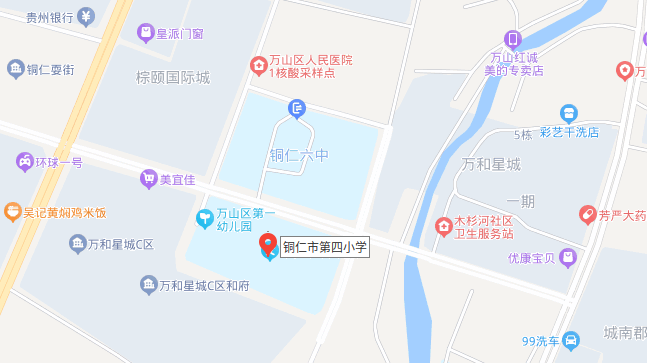 贵州银行
皇派门窗
铜仁耍街
棕颐国际城
万山区人民医院
1核酸采样点
万山红诚
美的专卖店
万
铜仁六中
5栋
彩艺干洗店
万和星城
一期
环球一号
美宜佳
吴记黄焖鸡米饭
万山区第一
幼儿园
木杉河社区
卫生服务站
芳严大药
万和星城C区
铜仁市第四小学
优康宝贝
万和星城C区和府
城南郡
99洗车